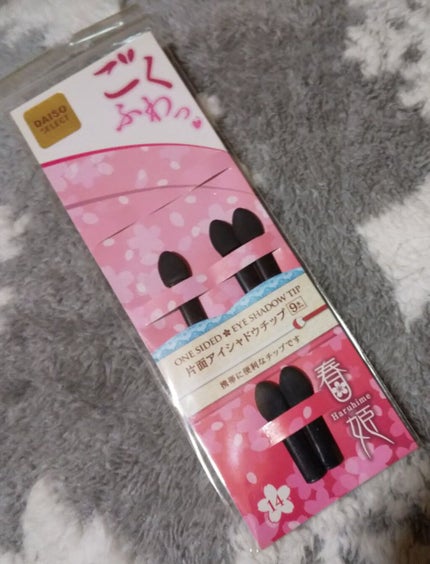 DAISO
SELECT
ごく
ふわっ
ONE SIDED EYE SHADOW TIP
片面アイシャドウチップ 9本
携帯に便利なチップです
春姫
Haruhime
14